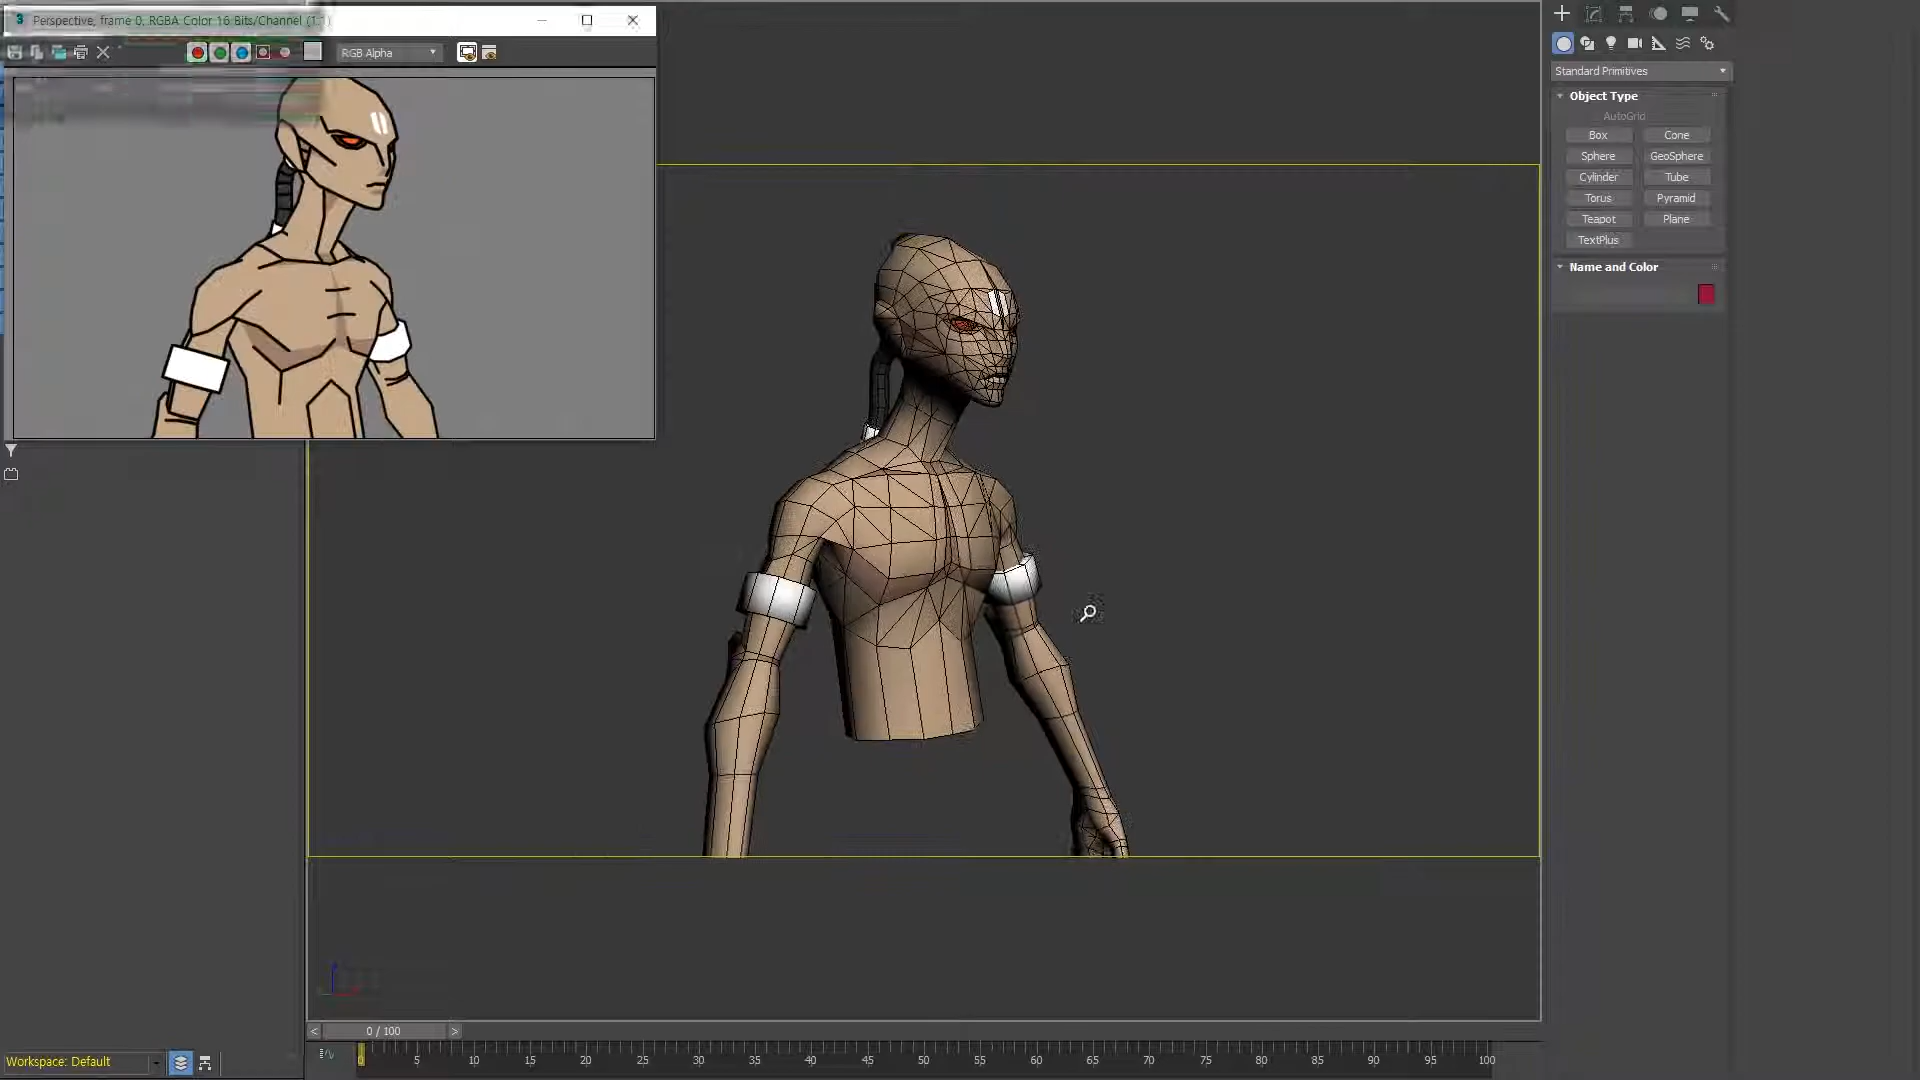 Perspective, frame 0, RGBA Color 16 Bits/Channel (1:1)
RGB Alpha
Standard Primitives
Object Type
AutoGrid
Box
Cone
Sphere
GeoSphere
Cylinder
Tube
Torus
Pyramid
Teapot
Plane
TextPlus
Name and Color
< 0 / 100 >
0 5 10 15 20 25 30 35 40 45 50 55 60 65 70 75 80 85 90 95 100
Workspace: Default